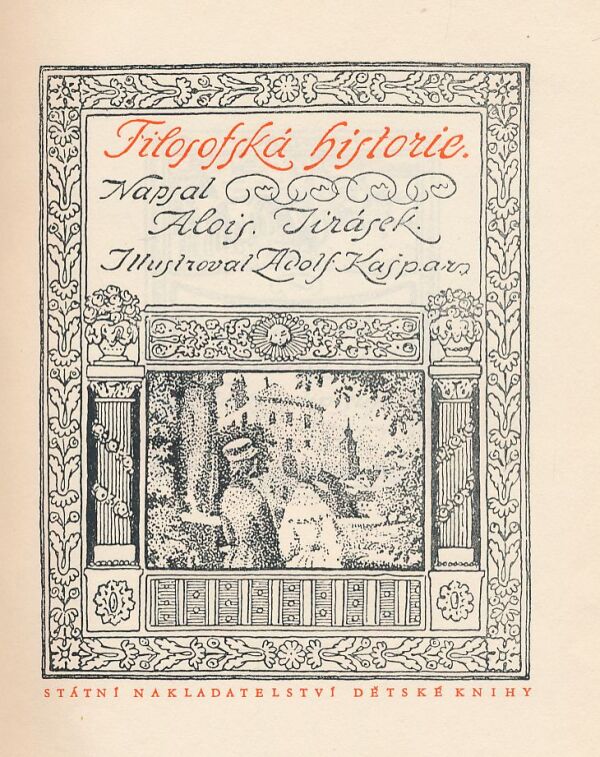 Filosofská historie.
Napsal
Alois Jirásek.
Illustroval Adolf Kašpar
STÁTNÍ NAKLADATELSTVÍ DĚTSKÉ KNIHY